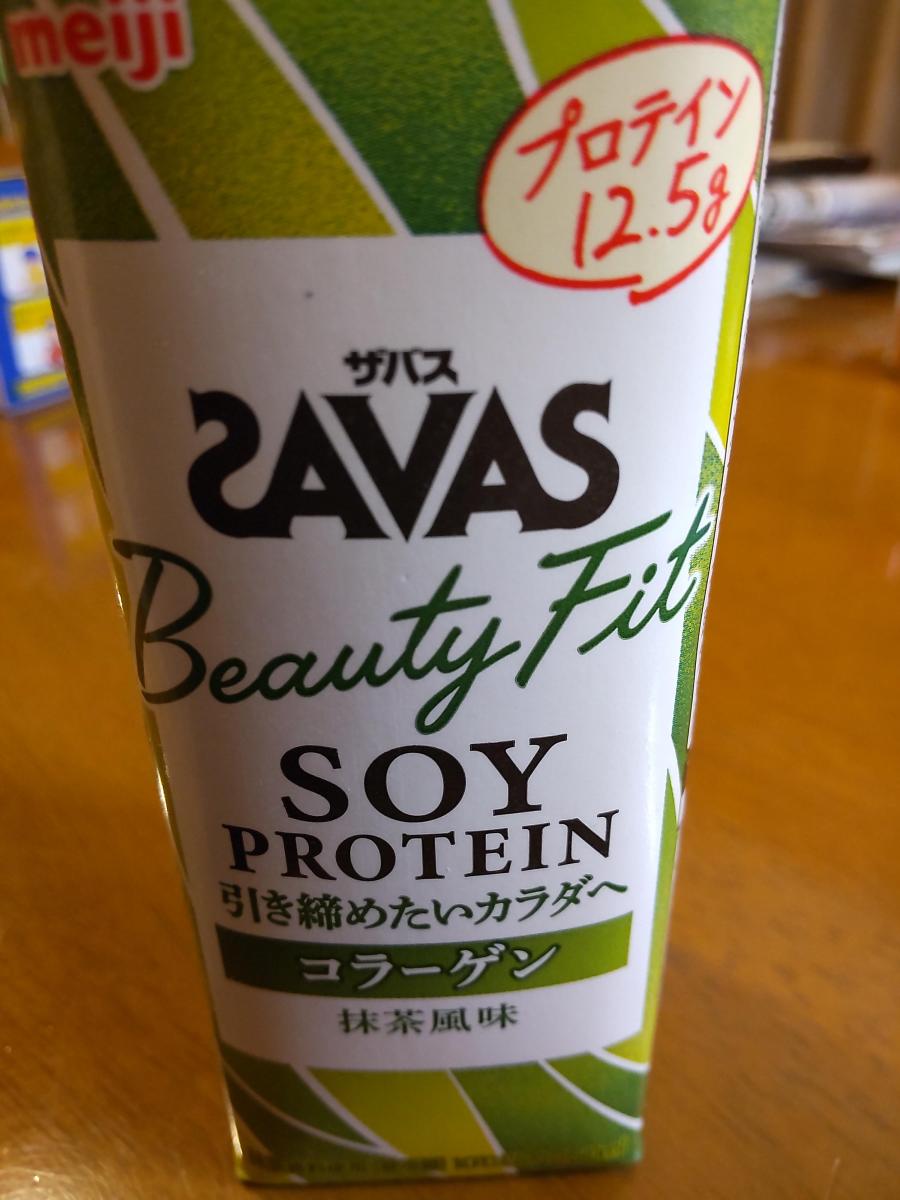 meiji
プロテイン
12.5g
ザバス
SAVAS
Beauty Fit
SOY
PROTEIN
引き締めたいカラダへ
コラーゲン
抹茶風味